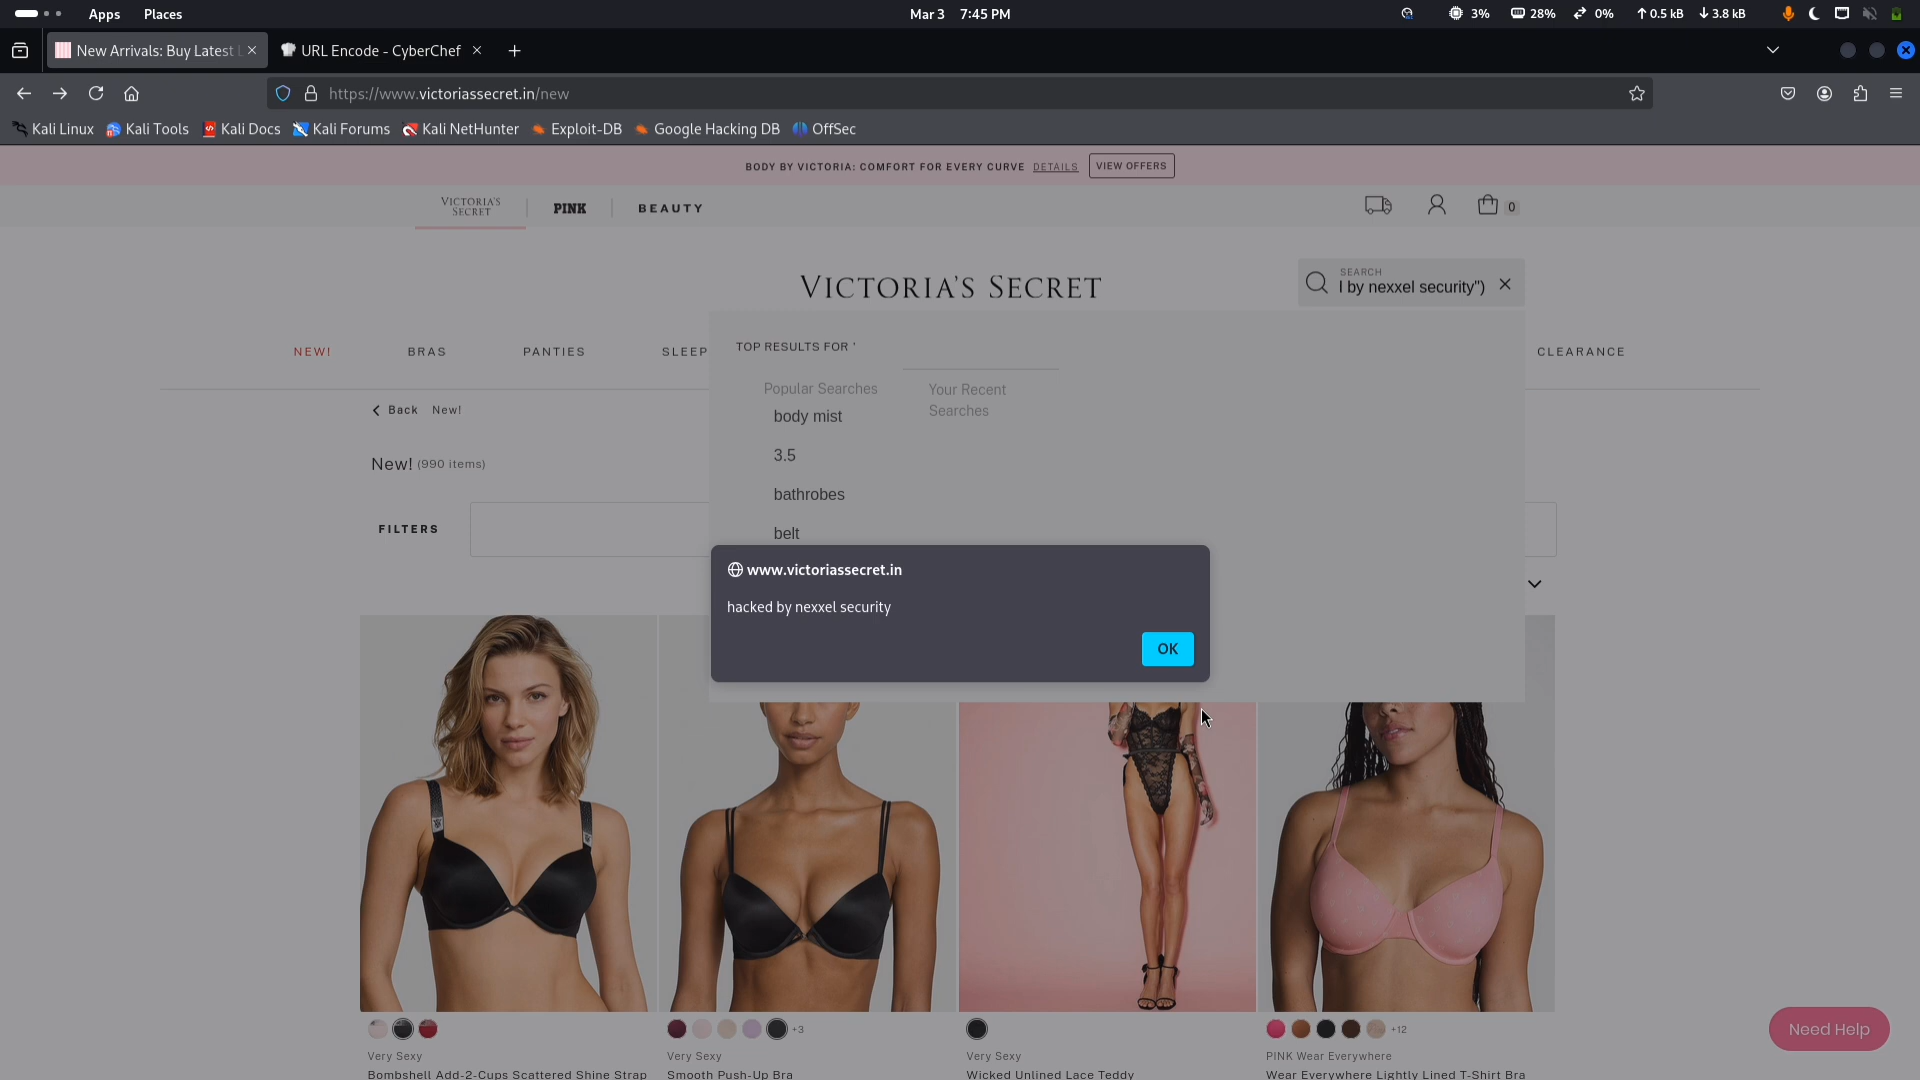 Apps Places Mar 3 7:45 PM 3% 28% 0% 0.5 kB 3.8 kB
New Arrivals: Buy Latest URL Encode - CyberChef
https://www.victoriassecret.in/new
Kali Linux Kali Tools Kali Docs Kali Forums Kali NetHunter Exploit-DB Google Hacking DB OffSec
BODY BY VICTORIA: COMFORT FOR EVERY CURVE DETAILS VIEW OFFERS
VICTORIA'S SECRET PINK BEAUTY 0
VICTORIA'S SECRET
SEARCH
by nexxel security")
TOP RESULTS FOR '
NEW! BRAS PANTIES SLEEP CLEARANCE
Popular Searches
Your Recent
Searches
body mist
3.5
bathrobes
belt
Back New!
New! (990 items)
FILTERS
www.victoriassecret.in
hacked by nexxel security
OK
+3
+12
Need Help
Very Sexy
Bombshell Add-2-Cups Scattered Shine Strap
Very Sexy
Smooth Push-Up Bra
Very Sexy
Wicked Unlined Lace Teddy
PINK Wear Everywhere
Wear Everywhere Lightly Lined T-Shirt Bra